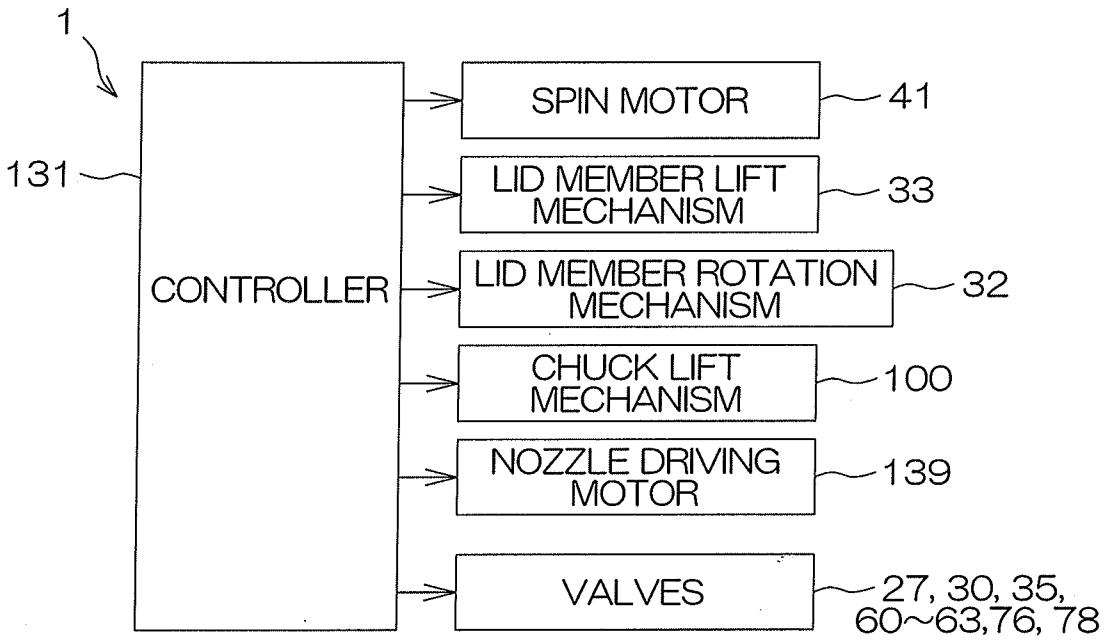 1
SPIN MOTOR
41
131
LID MEMBER LIFT
MECHANISM
33
CONTROLLER
LID MEMBER ROTATION
MECHANISM
32
CHUCK LIFT
MECHANISM
100
NOZZLE DRIVING
MOTOR
139
VALVES
27, 30, 35,
60~63,76, 78